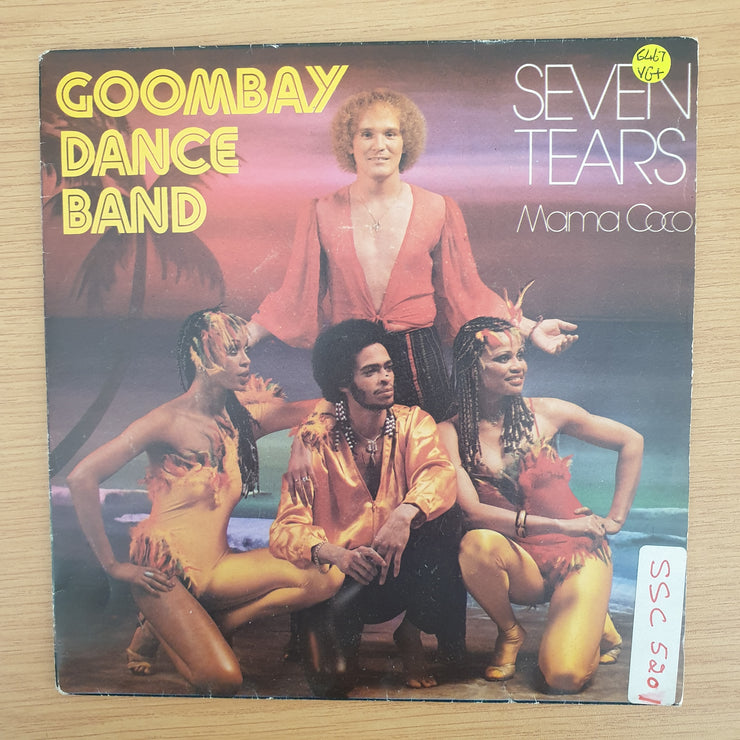 GOOMBAY
DANCE
BAND
SEVEN
TEARS
Mama Coco
6467
VG+
SSC 5201